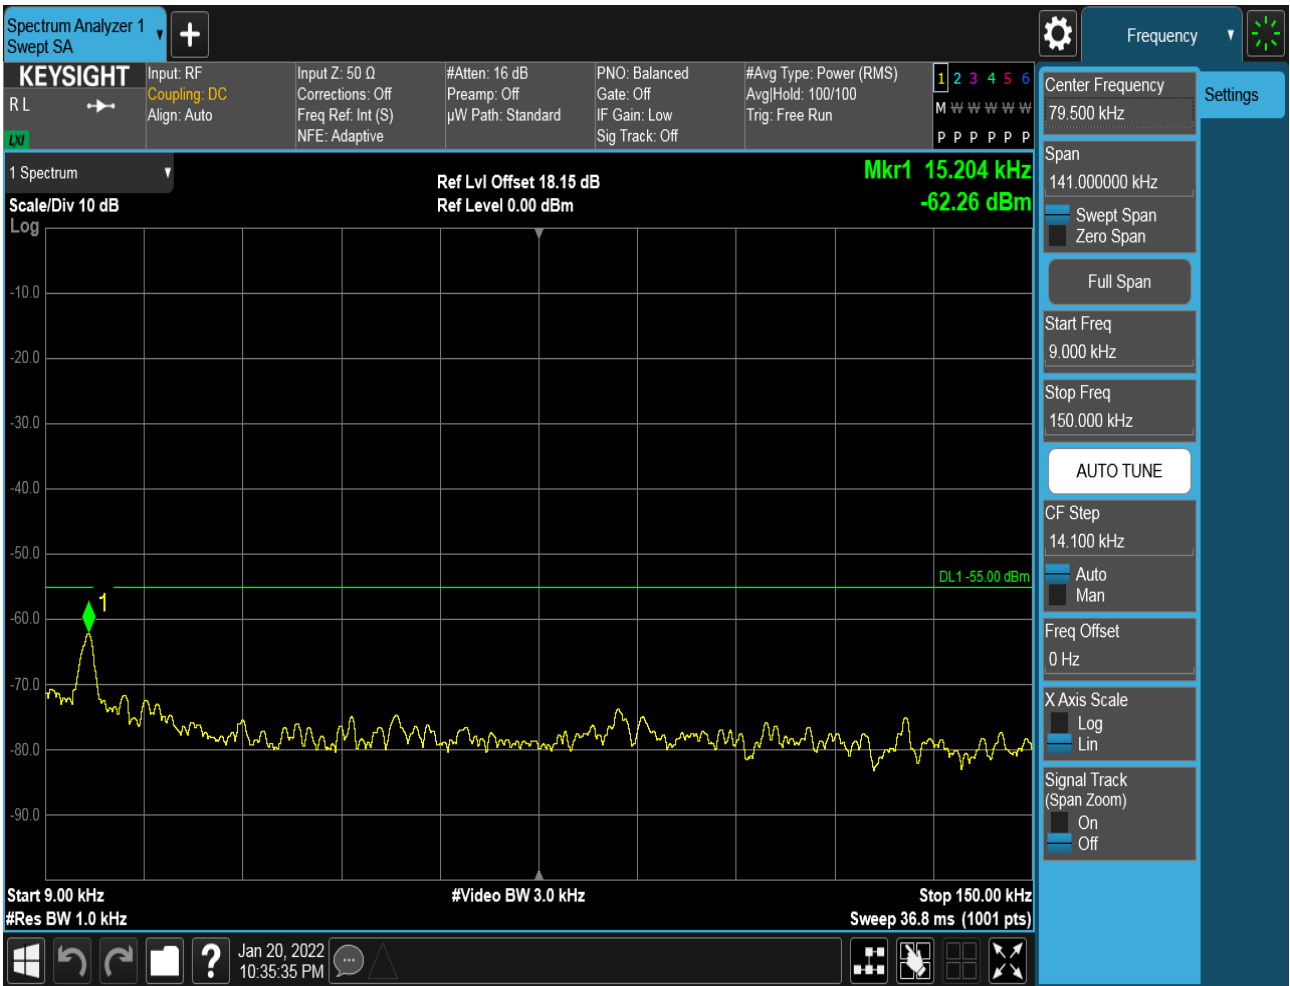 Spectrum Analyzer 1
Swept SA
Frequency
KEYSIGHT
R L
LXI
Input: RF
Coupling: DC
Align: Auto
Input Z: 50 Ω
Corrections: Off
Freq Ref: Int (S)
NFE: Adaptive
#Atten: 16 dB
Preamp: Off
µW Path: Standard
PNO: Balanced
Gate: Off
IF Gain: Low
Sig Track: Off
#Avg Type: Power (RMS)
Avg|Hold: 100/100
Trig: Free Run
1 2 3 4 5 6
M W W W W W
P P P P P P
Center Frequency
79.500 kHz
Settings
Span
141.000000 kHz
Swept Span
Zero Span
Full Span
Start Freq
9.000 kHz
Stop Freq
150.000 kHz
AUTO TUNE
CF Step
14.100 kHz
Auto
Man
Freq Offset
0 Hz
X Axis Scale
Log
Lin
Signal Track
(Span Zoom)
On
Off
1 Spectrum
Scale/Div 10 dB
Log
Ref Lvl Offset 18.15 dB
Ref Level 0.00 dBm
Mkr1 15.204 kHz
-62.26 dBm
-10.0
-20.0
-30.0
-40.0
-50.0
DL1 -55.00 dBm
1
-60.0
-70.0
-80.0
-90.0
Start 9.00 kHz
#Video BW 3.0 kHz
Stop 150.00 kHz
#Res BW 1.0 kHz
Sweep 36.8 ms (1001 pts)
?
Jan 20, 2022
10:35:35 PM